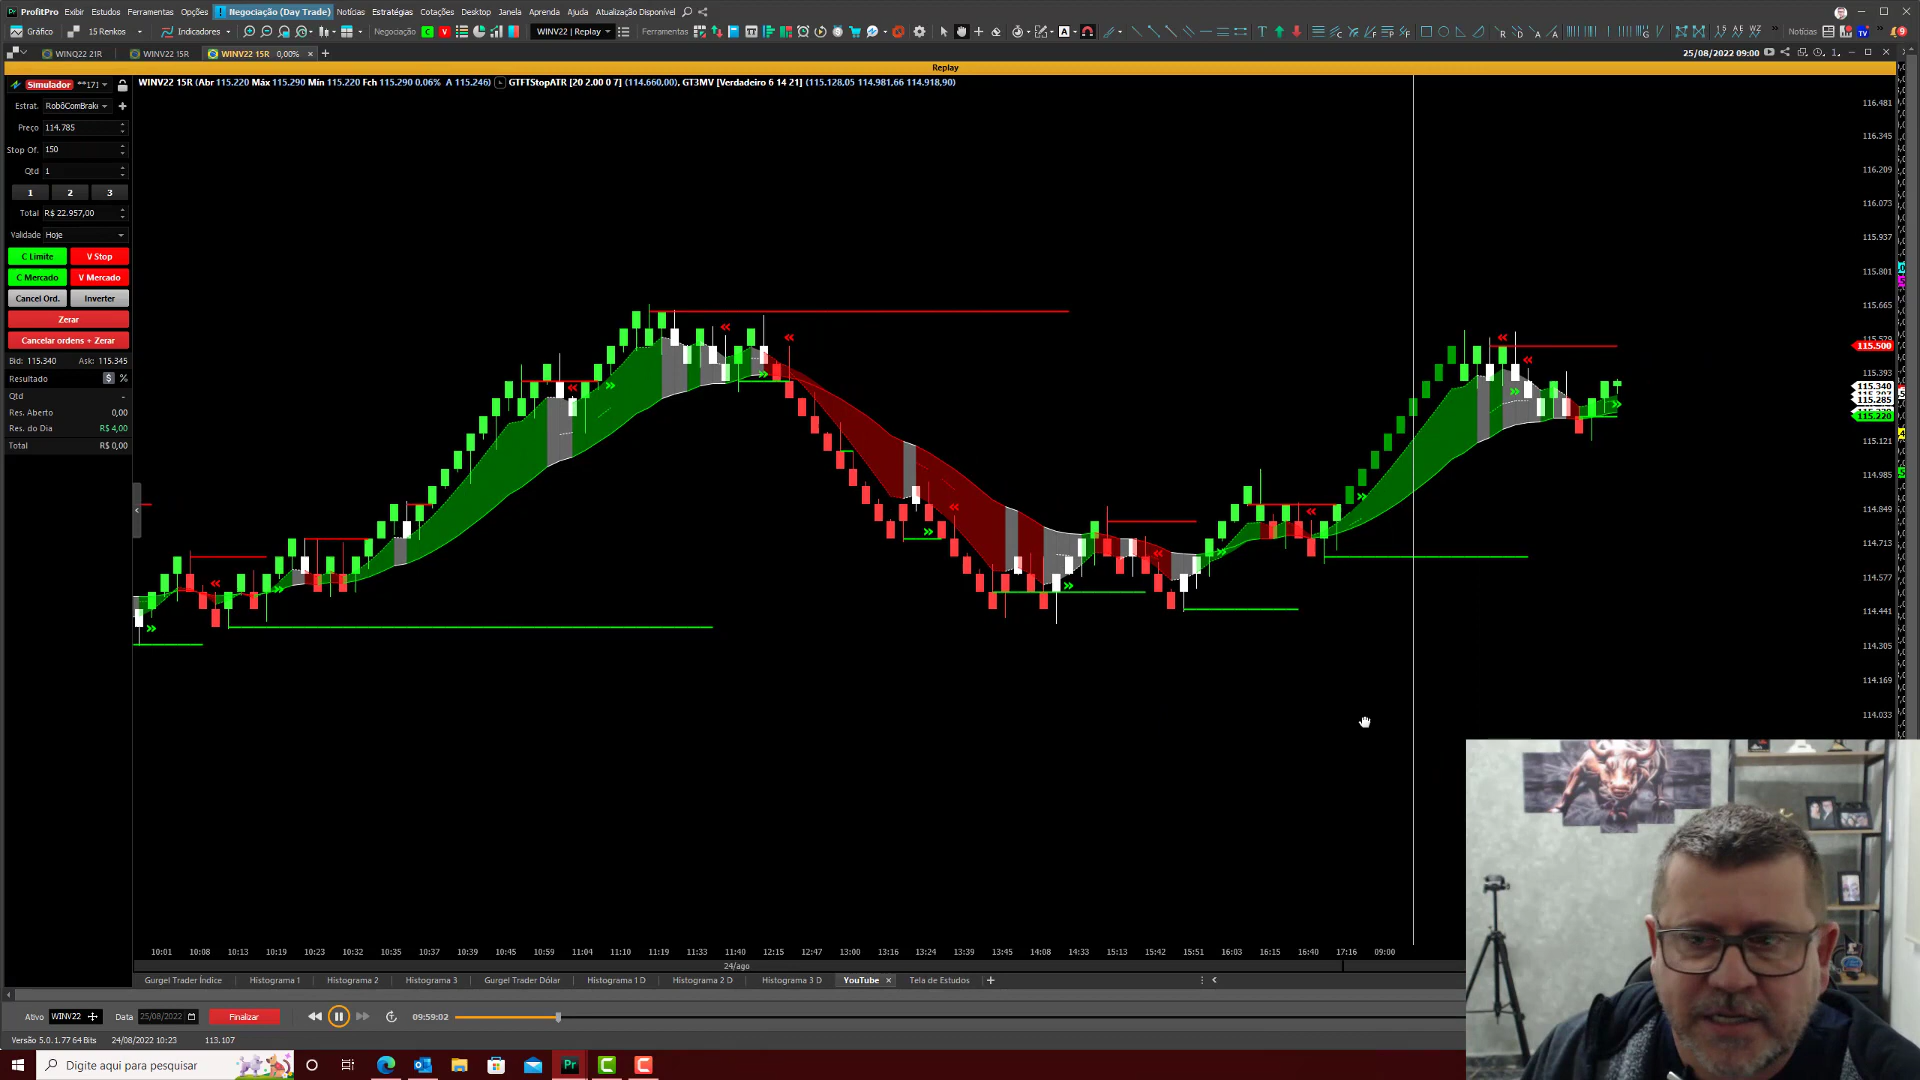 ProfitPro Exibir Estudos Ferramentas Opções ! Negociação (Day Trade) Notícias Estratégias Cotações Desktop Janela Aprenda Ajuda Atualização Disponível
Gráfico 15 Renkos Indicadores Negociação C V WINV22 | Replay Ferramentas Notícias 9
WINQ22 21R WINV22 15R WINV22 15R 0,00% × + 25/08/2022 09:00
Replay
Simulador **171 WINV22 15R (Abr 115.220 Máx 115.290 Mín 115.220 Fch 115.290 0,06% A 115.246) GTFTStopATR [20 2.00 0 7] (114.660,00), GT3MV [Verdadeiro 6 14 21] (115.128,05 114.981,66 114.918,90)
Estrat. RobôComBrak +
Preço 114.785
Stop Of. 150
Qtd 1
1 2 3
Total R$ 22.957,00
Validade Hoje
C Limite V Stop
C Mercado V Mercado
Cancel Ord. Inverter
Zerar
Cancelar ordens + Zerar
Bid: 115.340 Ask: 115.345
Resultado $ %
Qtd -
Res. Aberto 0,00
Res. do Dia R$ 4,00
Total R$ 0,00
116.481
116.345
116.209
116.073
115.937
115.801
115.665
115.500
115.393
115.340
115.285
115.220
115.121
114.985
114.849
114.713
114.577
114.441
114.305
114.169
114.033
10:01 10:08 10:13 10:19 10:23 10:32 10:35 10:37 10:39 10:45 10:59 11:04 11:10 11:19 11:33 11:40 12:15 12:47 13:00 13:16 13:24 13:39 13:45 14:08 14:33 15:13 15:42 15:51 16:03 16:15 16:40 17:16 09:00
24/ago
Gurgel Trader Índice Histograma 1 Histograma 2 Histograma 3 Gurgel Trader Dólar Histograma 1 D Histograma 2 D Histograma 3 D YouTube × Tela de Estudos +
Ativo WINV22 Data 25/08/2022 Finalizar 09:59:02
Versão 5.0.1.77 64 Bits 24/08/2022 10:23 113.107
Digite aqui para pesquisar